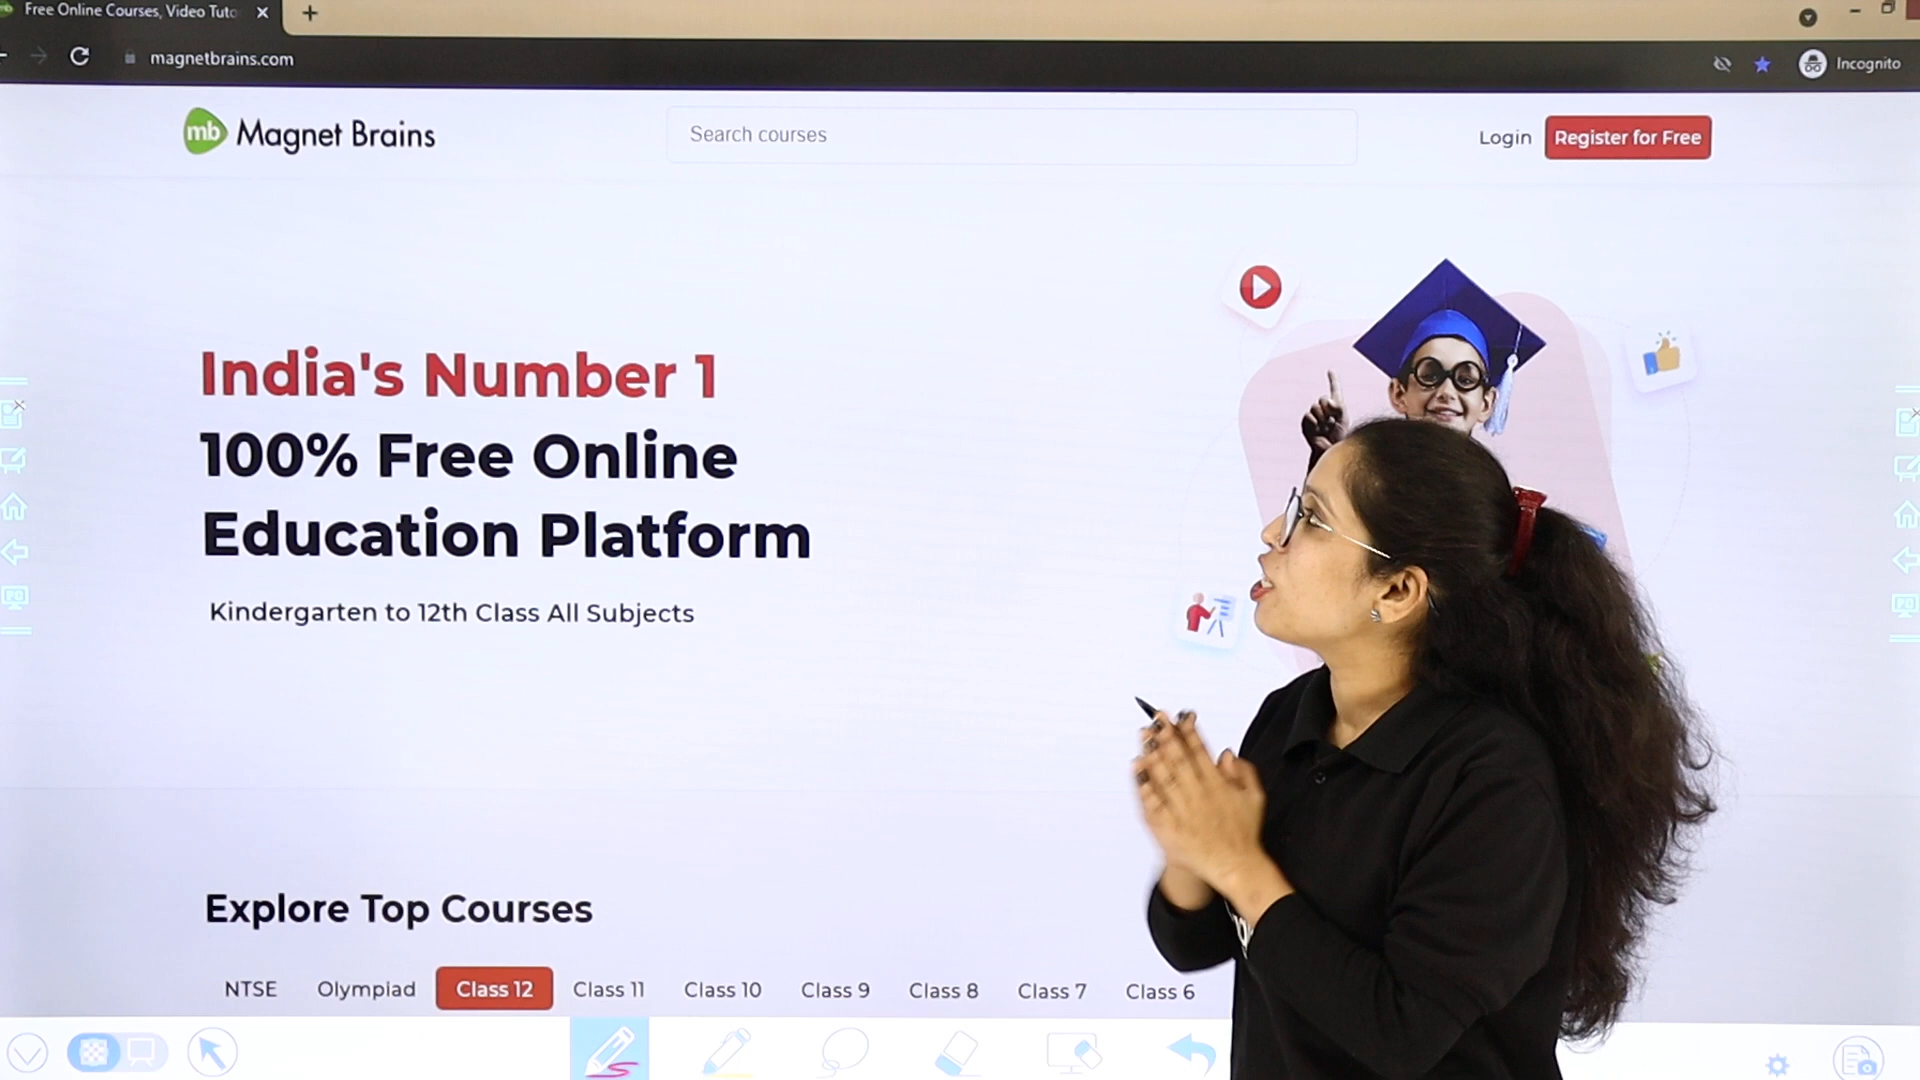 Free Online Courses, Video Tuto
magnetbrains.com
Incognito
mb Magnet Brains
Search courses
Login
Register for Free
India's Number 1
100% Free Online
Education Platform
Kindergarten to 12th Class All Subjects
Explore Top Courses
NTSE Olympiad Class 12 Class 11 Class 10 Class 9 Class 8 Class 7 Class 6